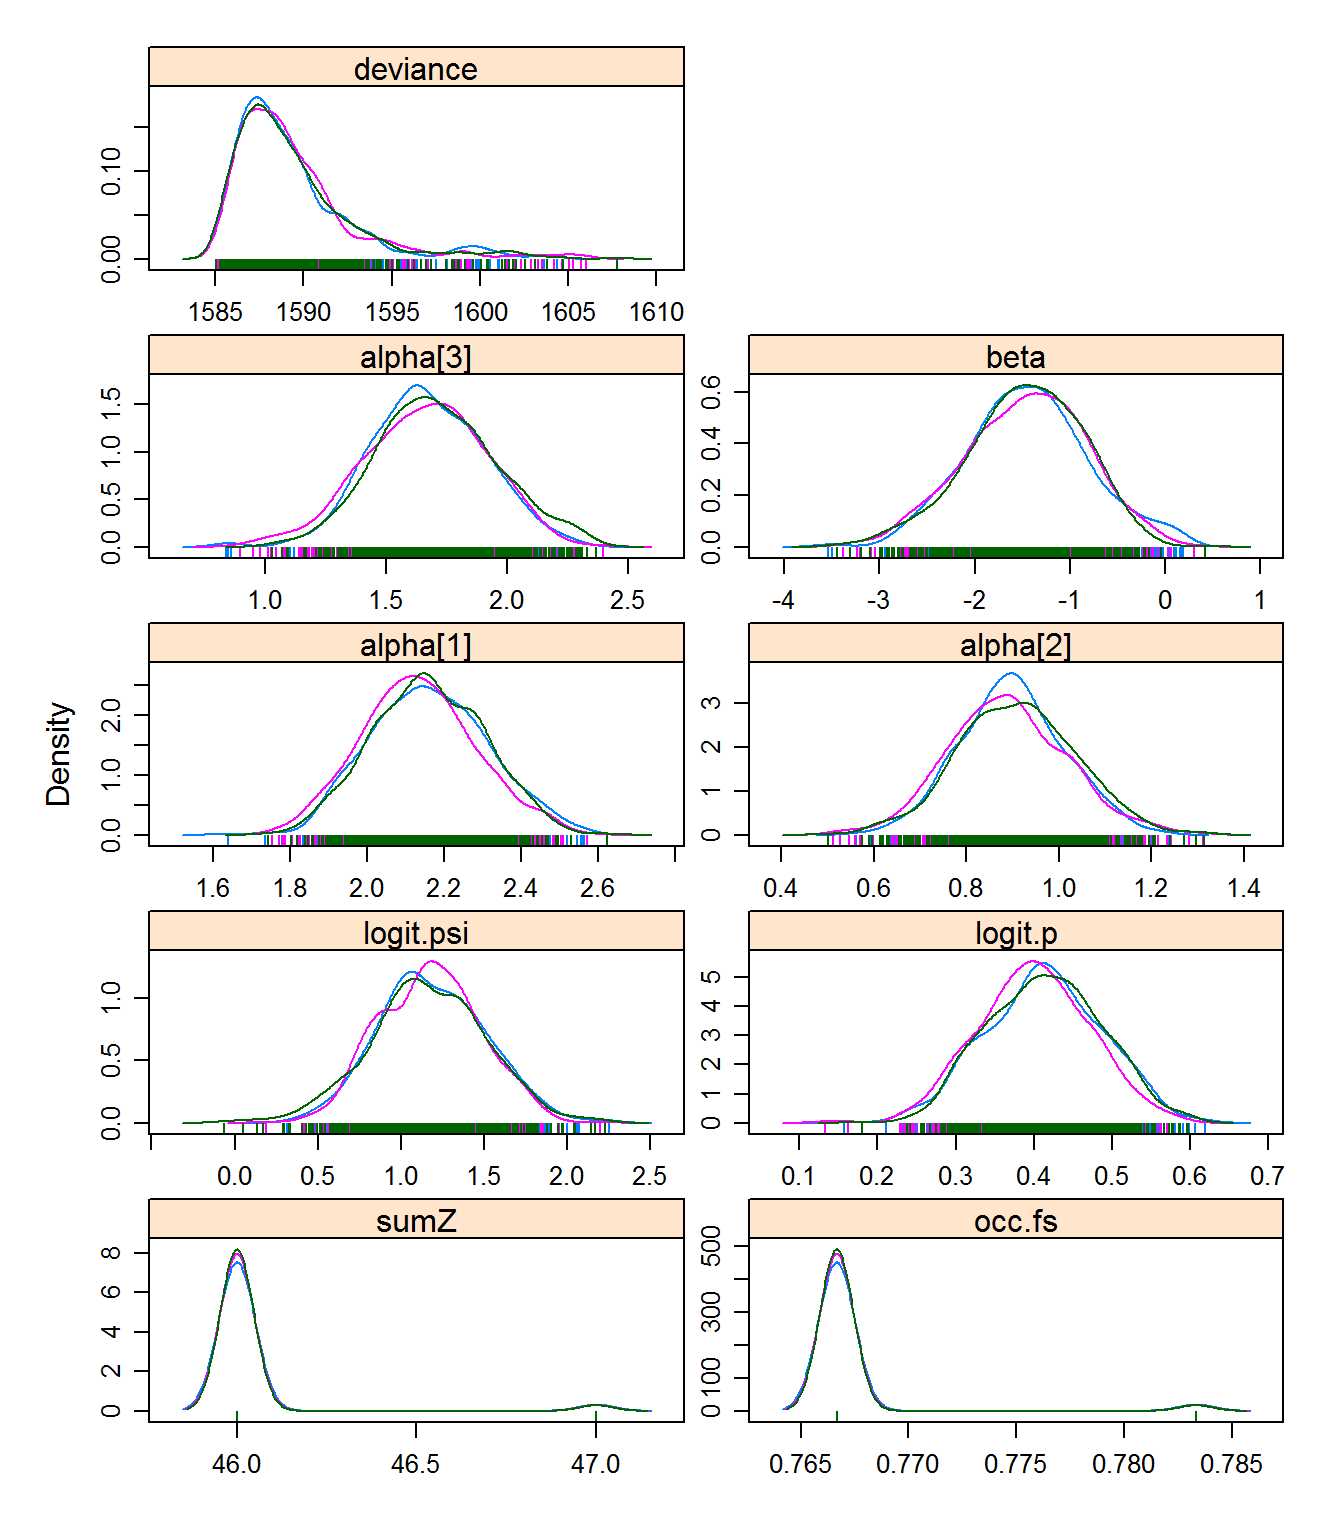 deviance
0.00 0.10
1585 1590 1595 1600 1605 1610
alpha[3] beta
0.0 0.5 1.0 1.5
0.0 0.2 0.4 0.6
1.0 1.5 2.0 2.5
-4 -3 -2 -1 0 1
alpha[1] alpha[2]
Density
0.0 1.0 2.0
0 1 2 3
1.6 1.8 2.0 2.2 2.4 2.6
0.4 0.6 0.8 1.0 1.2 1.4
logit.psi logit.p
0.0 0.5 1.0
0 1 2 3 4 5
0.0 0.5 1.0 1.5 2.0 2.5
0.1 0.2 0.3 0.4 0.5 0.6 0.7
sumZ occ.fs
0 2 4 6 8
0 100 300 500
46.0 46.5 47.0
0.765 0.770 0.775 0.780 0.785